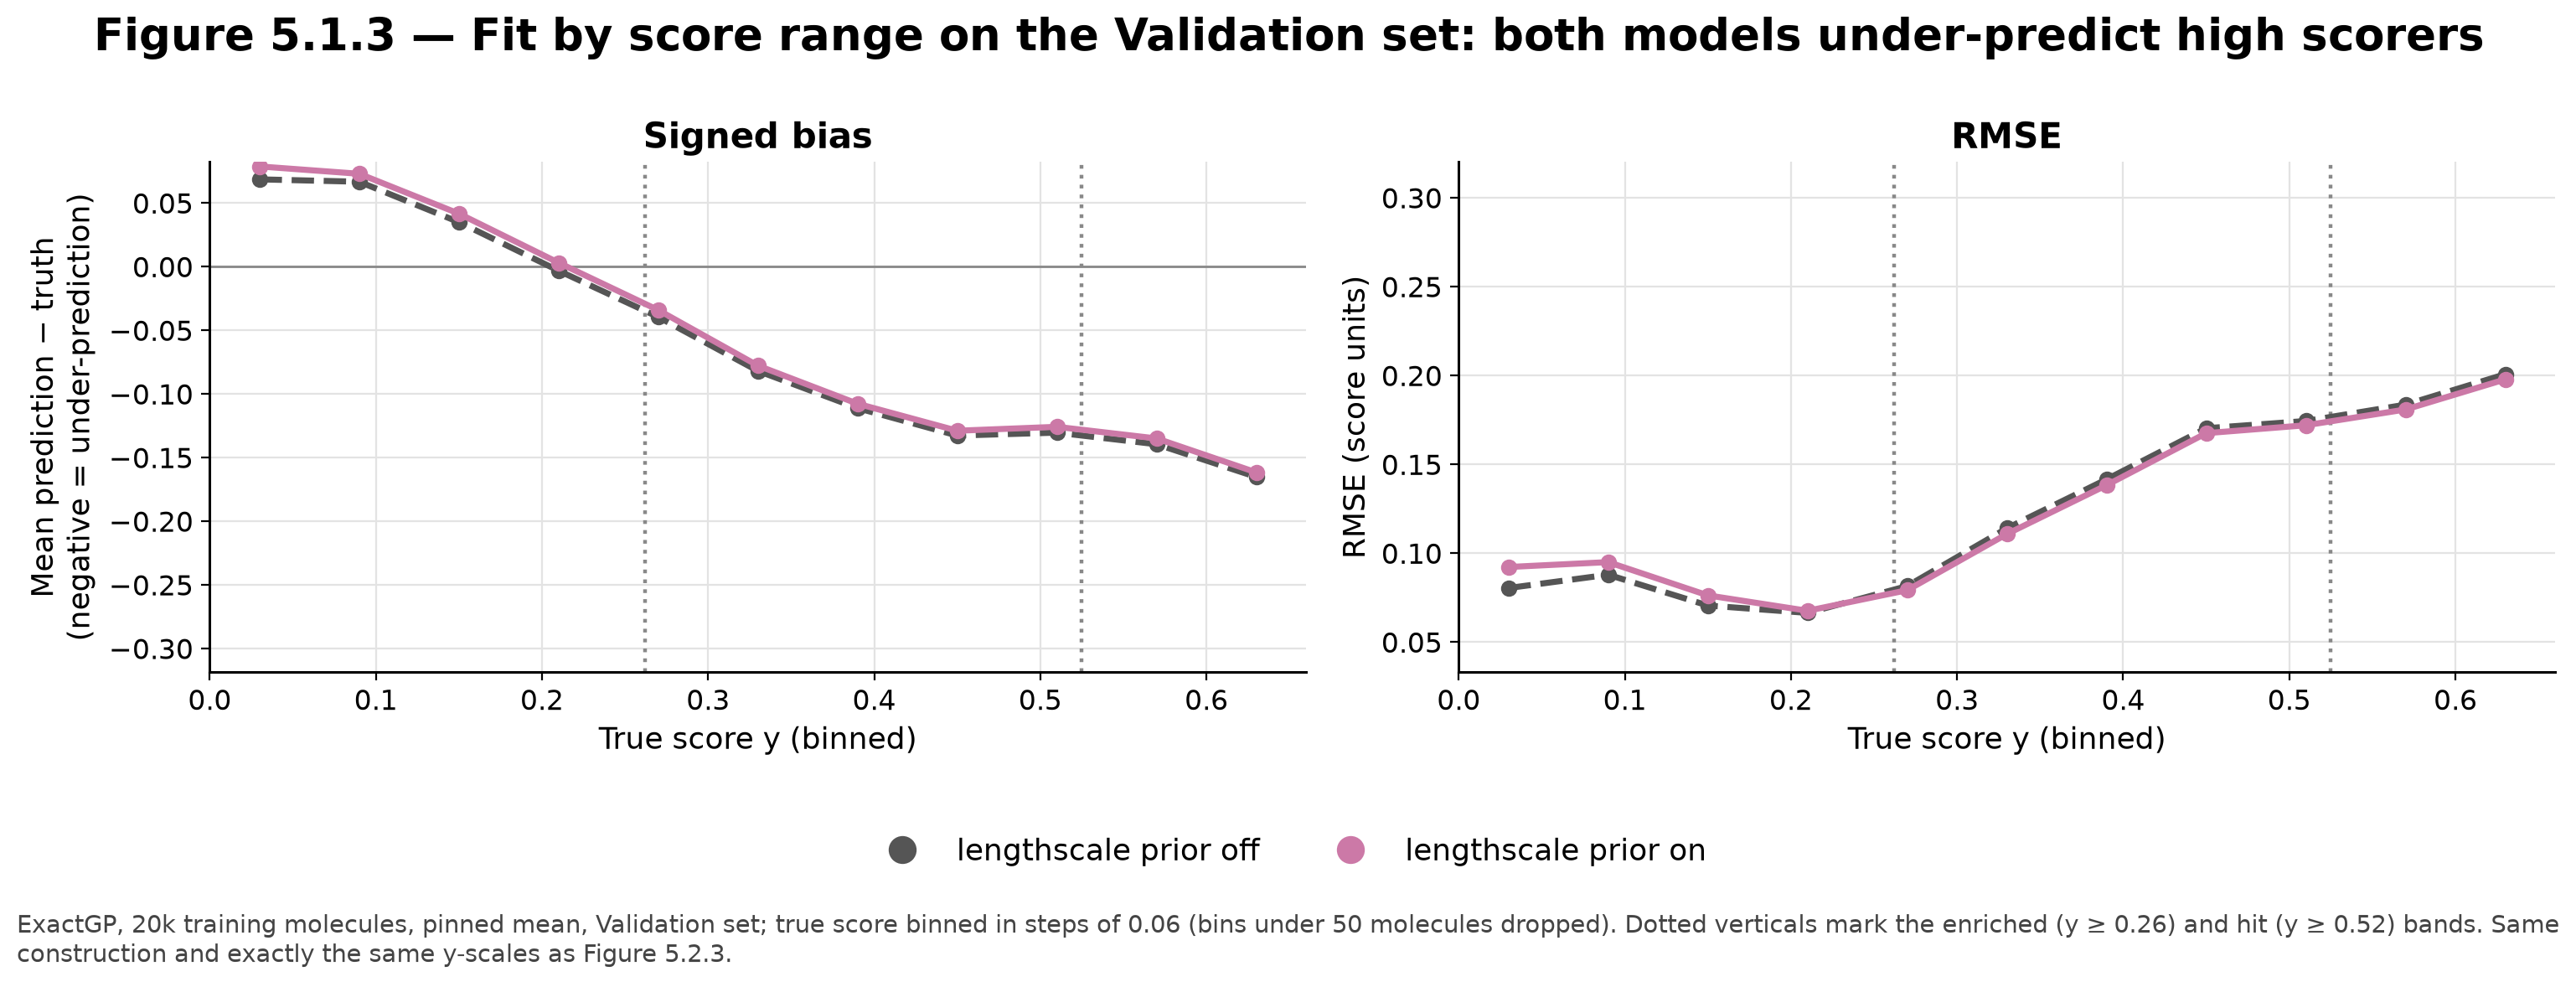 Figure 5.1.3 — Fit by score range on the Validation set: both models under-predict high scorers
Signed bias
Mean prediction − truth
(negative = under-prediction)
0.05
0.00
−0.05
−0.10
−0.15
−0.20
−0.25
−0.30
0.0 0.1 0.2 0.3 0.4 0.5 0.6
True score y (binned)
RMSE
RMSE (score units)
0.30
0.25
0.20
0.15
0.10
0.05
0.0 0.1 0.2 0.3 0.4 0.5 0.6
True score y (binned)
lengthscale prior off
lengthscale prior on
ExactGP, 20k training molecules, pinned mean, Validation set; true score binned in steps of 0.06 (bins under 50 molecules dropped). Dotted verticals mark the enriched (y ≥ 0.26) and hit (y ≥ 0.52) bands. Same
construction and exactly the same y-scales as Figure 5.2.3.